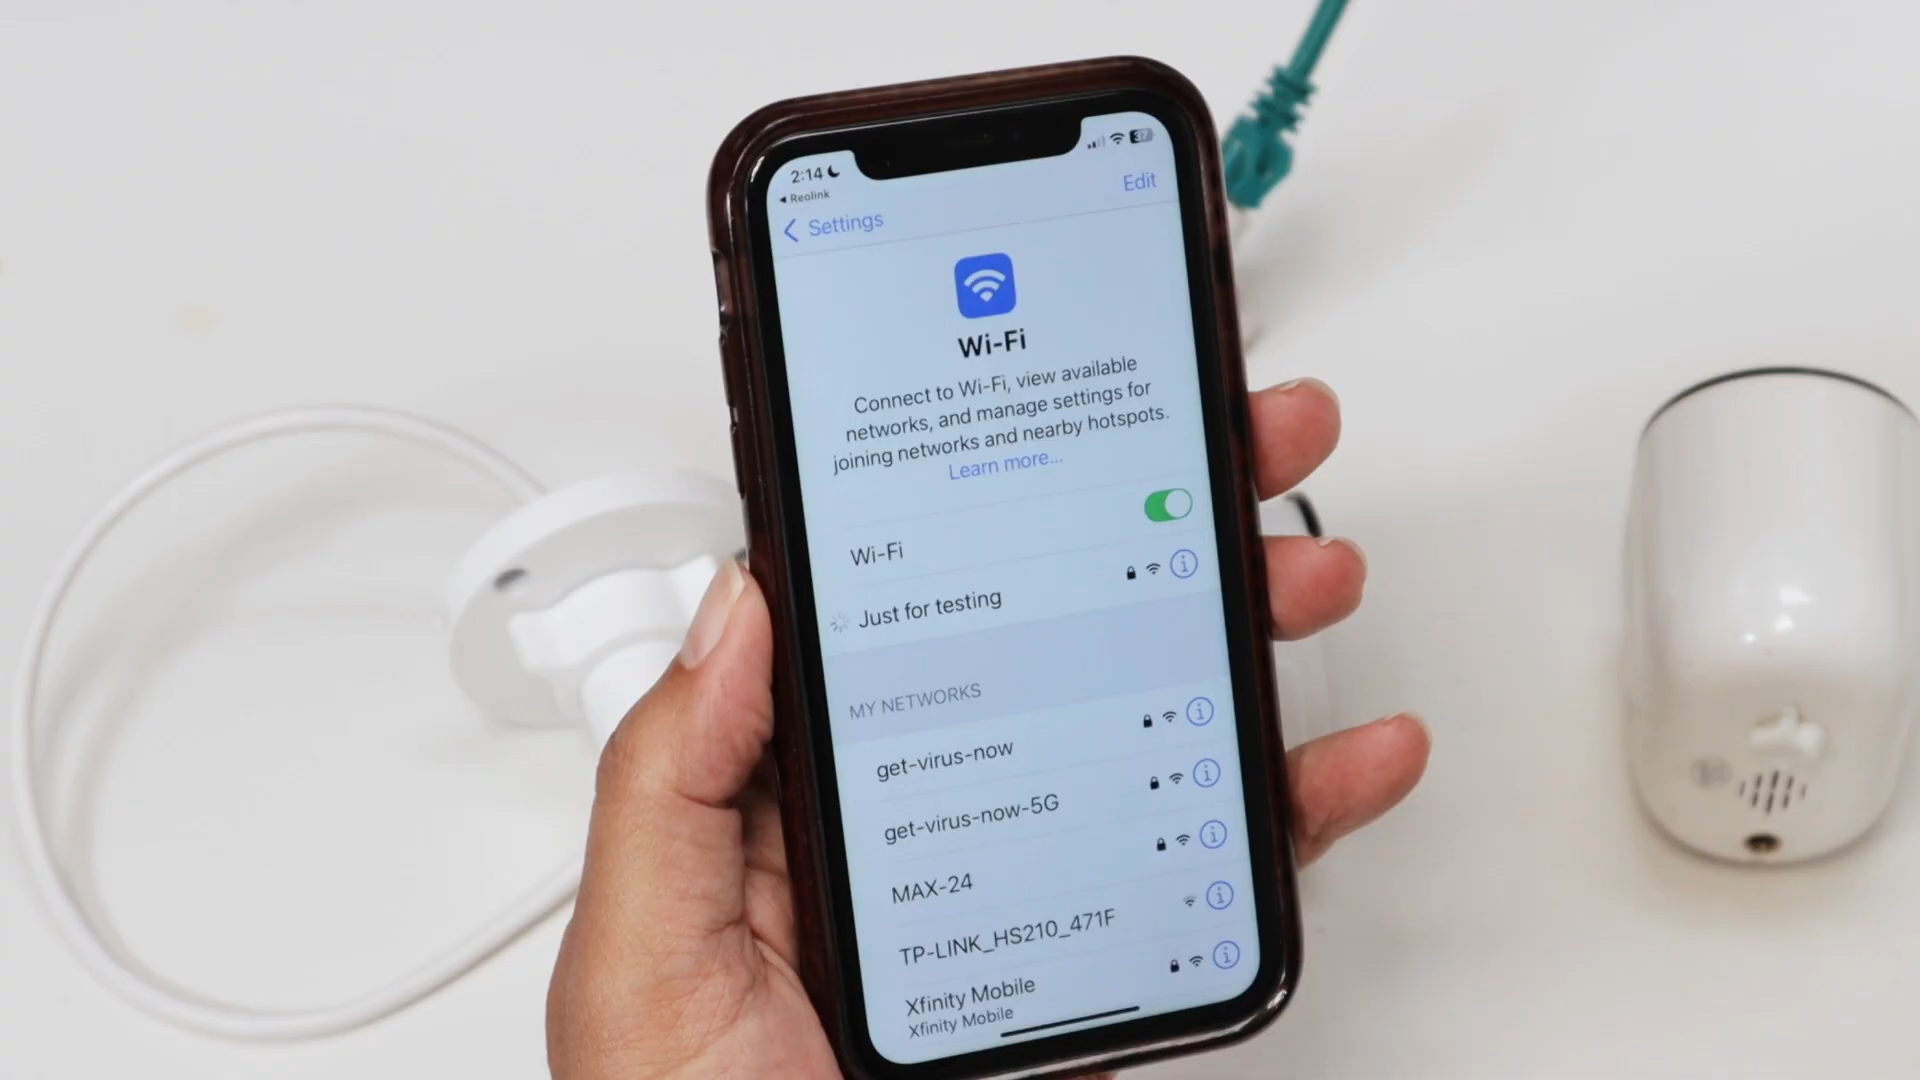 2:14
37
◀ Reolink
Settings
Edit
Wi-Fi
Connect to Wi-Fi, view available
networks, and manage settings for
joining networks and nearby hotspots.
Learn more...
Wi-Fi
Just for testing
MY NETWORKS
get-virus-now
get-virus-now-5G
MAX-24
TP-LINK_HS210_471F
Xfinity Mobile
Xfinity Mobile